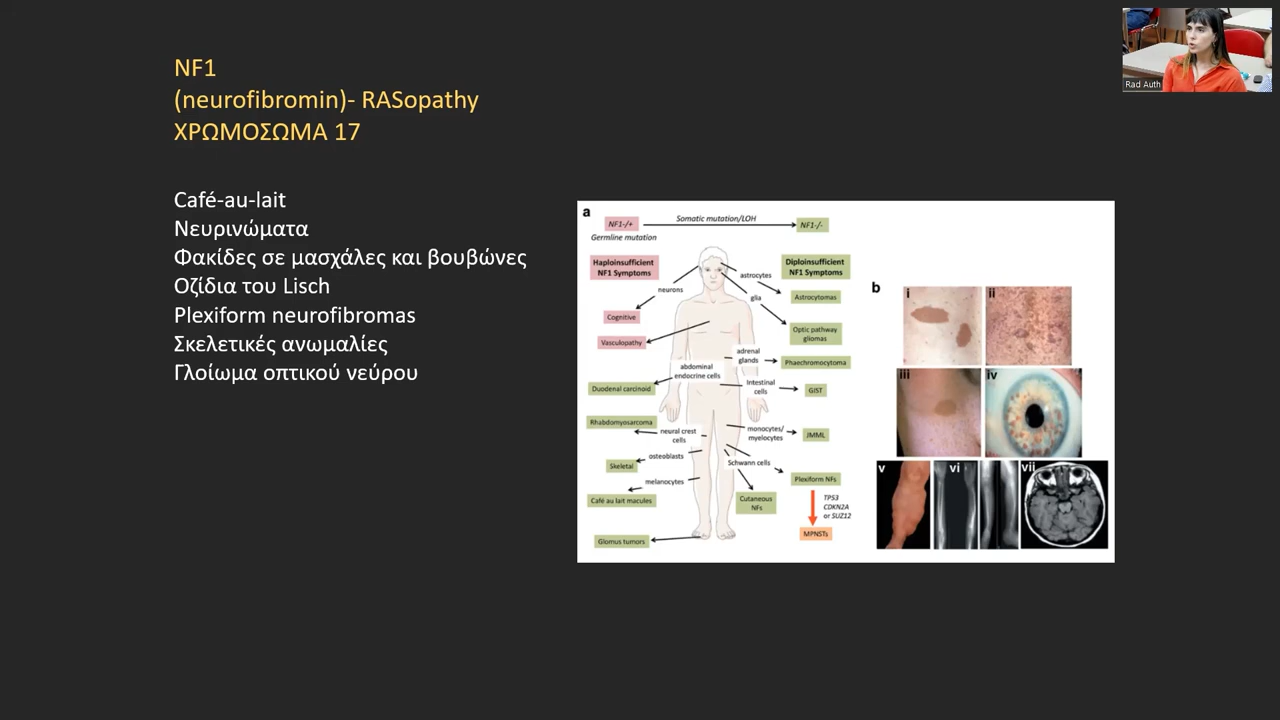 NF1
(neurofibromin)- RASopathy
ΧΡΩΜΟΣΩΜΑ 17
Café-au-lait
Νευρινώματα
Φακίδες σε μασχάλες και βουβώνες
Οζίδια του Lisch
Plexiform neurofibromas
Σκελετικές ανωμαλίες
Γλοίωμα οπτικού νεύρου
Rad Auth
a
NF1-/+
Somatic mutation/LOH
NF1-/-
Germline mutation
Haploinsufficient
NF1 Symptoms
Diploinsufficient
NF1 Symptoms
neurons
astrocytes
glia
Cognitive
Astrocytomas
Vasculopathy
Optic pathway
gliomas
adrenal
glands
Phaechromocytoma
abdominal
endocrine cells
Duodenal carcinoid
Intestinal
cells
GIST
Rhabdomyosarcoma
neural crest
cells
monocytes/
myelocytes
JMML
osteoblasts
Skeletal
Schwann cells
melanocytes
Plexiform NFs
Café au lait macules
Cutaneous
NFs
TP53
CDKN2A
or SUZ12
MPNSTs
Glomus tumors
b
i
ii
iii
iv
v
vi
vii